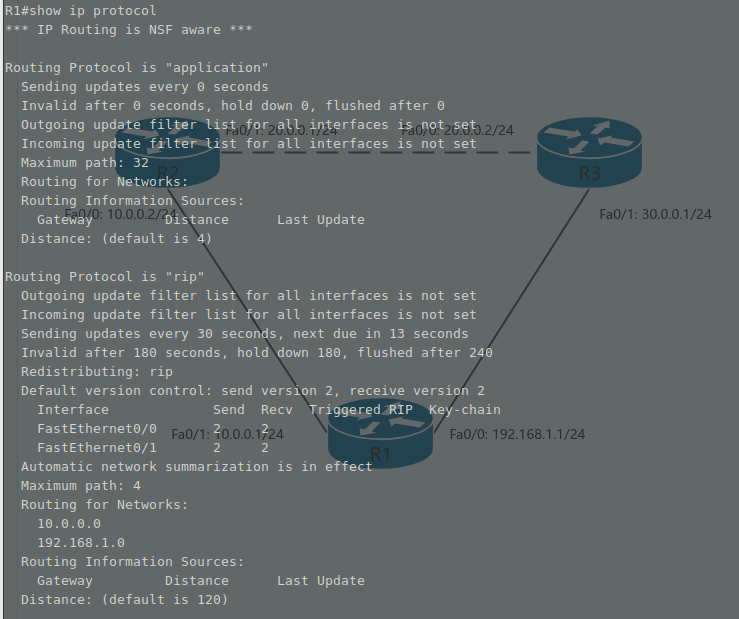 R1#show ip protocol
*** IP Routing is NSF aware ***
Routing Protocol is "application"
Sending updates every 0 seconds
Invalid after 0 seconds, hold down 0, flushed after 0
Outgoing update filter list for all interfaces is not set
Incoming update filter list for all interfaces is not set
Maximum path: 32
Routing for Networks:
Routing Information Sources:
Gateway Distance Last Update
Distance: (default is 4)
Routing Protocol is "rip"
Outgoing update filter list for all interfaces is not set
Incoming update filter list for all interfaces is not set
Sending updates every 30 seconds, next due in 13 seconds
Invalid after 180 seconds, hold down 180, flushed after 240
Redistributing: rip
Default version control: send version 2, receive version 2
Interface Send Recv Triggered RIP Key-chain
FastEthernet0/0 2 2
FastEthernet0/1 2 2
Automatic network summarization is in effect
Maximum path: 4
Routing for Networks:
10.0.0.0
192.168.1.0
Routing Information Sources:
Gateway Distance Last Update
Distance: (default is 120)
Fa0/1: 20.0.0.1/24
Fa0/0: 20.0.0.2/24
R2
R3
Fa0/0: 10.0.0.2/24
Fa0/1: 30.0.0.1/24
Fa0/1: 10.0.0.1/24
Fa0/0: 192.168.1.1/24
R1